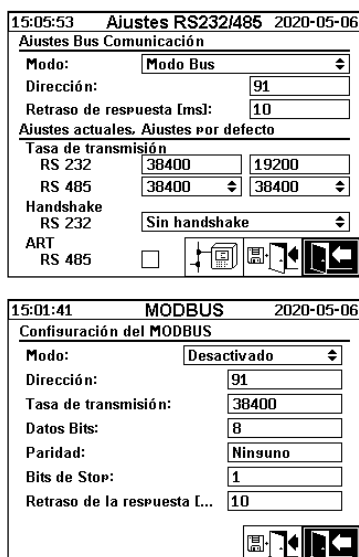 15:05:53 Ajustes RS232/485 2020-05-06
Ajustes Bus Comunicación
Modo: Modo Bus
Dirección: 91
Retraso de respuesta [ms]: 10
Ajustes actuales, Ajustes por defecto
Tasa de transmisión
RS 232 38400 19200
RS 485 38400 38400
Handshake
RS 232 Sin handshake
ART
RS 485
15:01:41 MODBUS 2020-05-06
Configuración del MODBUS
Modo: Desactivado
Dirección: 91
Tasa de transmisión: 38400
Datos Bits: 8
Paridad: Ninguno
Bits de Stop: 1
Retraso de la respuesta [... 10